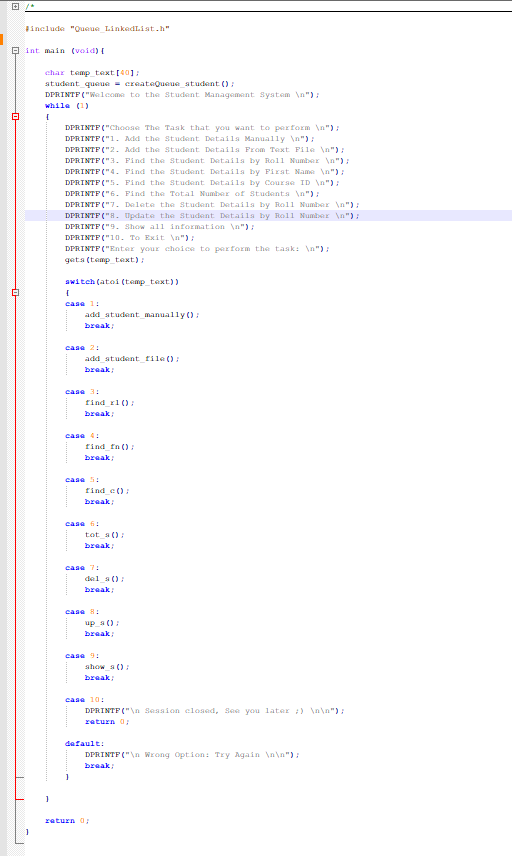 /*
#include "Queue_LinkedList.h"
int main (void){
char temp_text[40];
student_queue = createQueue_student();
DPRINTF("Welcome to the Student Management System \n");
while (1)
{
DPRINTF("Choose The Task that you want to perform \n");
DPRINTF("1. Add the Student Details Manually \n");
DPRINTF("2. Add the Student Details From Text File \n");
DPRINTF("3. Find the Student Details by Roll Number \n");
DPRINTF("4. Find the Student Details by First Name \n");
DPRINTF("5. Find the Student Details by Course ID \n");
DPRINTF("6. Find the Total Number of Students \n");
DPRINTF("7. Delete the Student Details by Roll Number \n");
DPRINTF("8. Update the Student Details by Roll Number \n");
DPRINTF("9. Show all information \n");
DPRINTF("10. To Exit \n");
DPRINTF("Enter your choice to perform the task: \n");
gets(temp_text);
switch(atoi(temp_text))
{
case 1:
add_student_manually();
break;
case 2:
add_student_file();
break;
case 3:
find_rl();
break;
case 4:
find_fn();
break;
case 5:
find_c();
break;
case 6:
tot_s();
break;
case 7:
del_s();
break;
case 8:
up_s();
break;
case 9:
show_s();
break;
case 10:
DPRINTF("\n Session closed, See you later ;) \n\n");
return 0;
default:
DPRINTF("\n Wrong Option: Try Again \n\n");
break;
}
}
return 0;
}